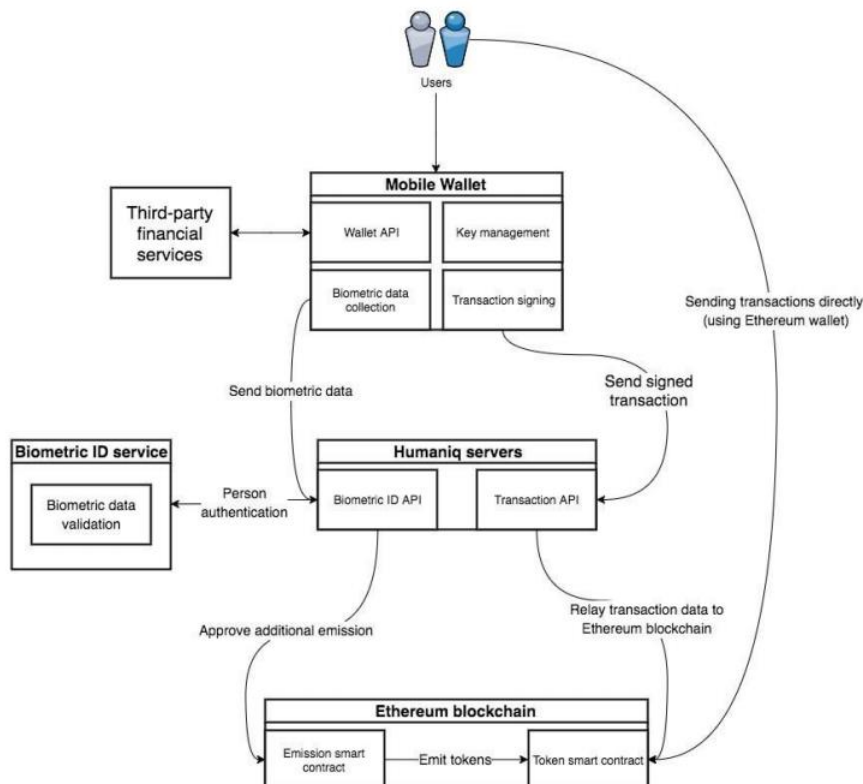 Users
Mobile Wallet
Third-party
financial
services
Wallet API
Key management
Biometric data
collection
Transaction signing
Sending transactions directly
(using Ethereum wallet)
Send biometric data
Send signed
transaction
Biometric ID service
Humaniq servers
Biometric data
validation
Person
authentication
Biometric ID API
Transaction API
Approve additional emission
Relay transaction data to
Ethereum blockchain
Ethereum blockchain
Emission smart
contract
Emit tokens
Token smart contract